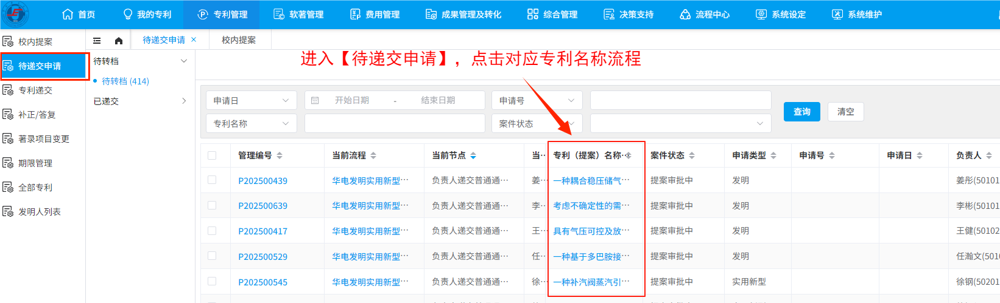 首页 我的专利 专利管理 软著管理 费用管理 成果管理及转化 综合管理 决策支持 流程中心 系统设定 系统维护
校内提案
待递交申请
专利递交
补正/答复
著录项目变更
期限管理
全部专利
发明人列表
待递交申请 × 校内提案
待转档
待转档 (414)
已递交
进入【待递交申请】，点击对应专利名称流程
申请日 开始日期 - 结束日期 申请号 查询 清空
专利名称 案件状态
管理编号 当前流程 当前节点 当… 专利（提案）名称… 案件状态 申请类型 申请号 申请日 负责人
P202500439 华电发明实用新型… 负责人递交普通通… 姜… 一种耦合稳压储气… 提案审批中 发明 姜彤(50101
P202500639 华电发明实用新型… 负责人递交普通通… 李… 考虑不确定性的需… 提案审批中 发明 李彬(50101
P202500417 华电发明实用新型… 负责人递交普通通… 王… 具有气压可控及放… 提案审批中 发明 王健(50102
P202500529 华电发明实用新型… 负责人递交普通通… 任… 一种基于多巴胺接… 提案审批中 发明 任瀚文(5010
P202500545 华电发明实用新型… 负责人递交普通通… 徐… 一种补汽阀蒸汽引… 提案审批中 实用新型 徐钢(50201